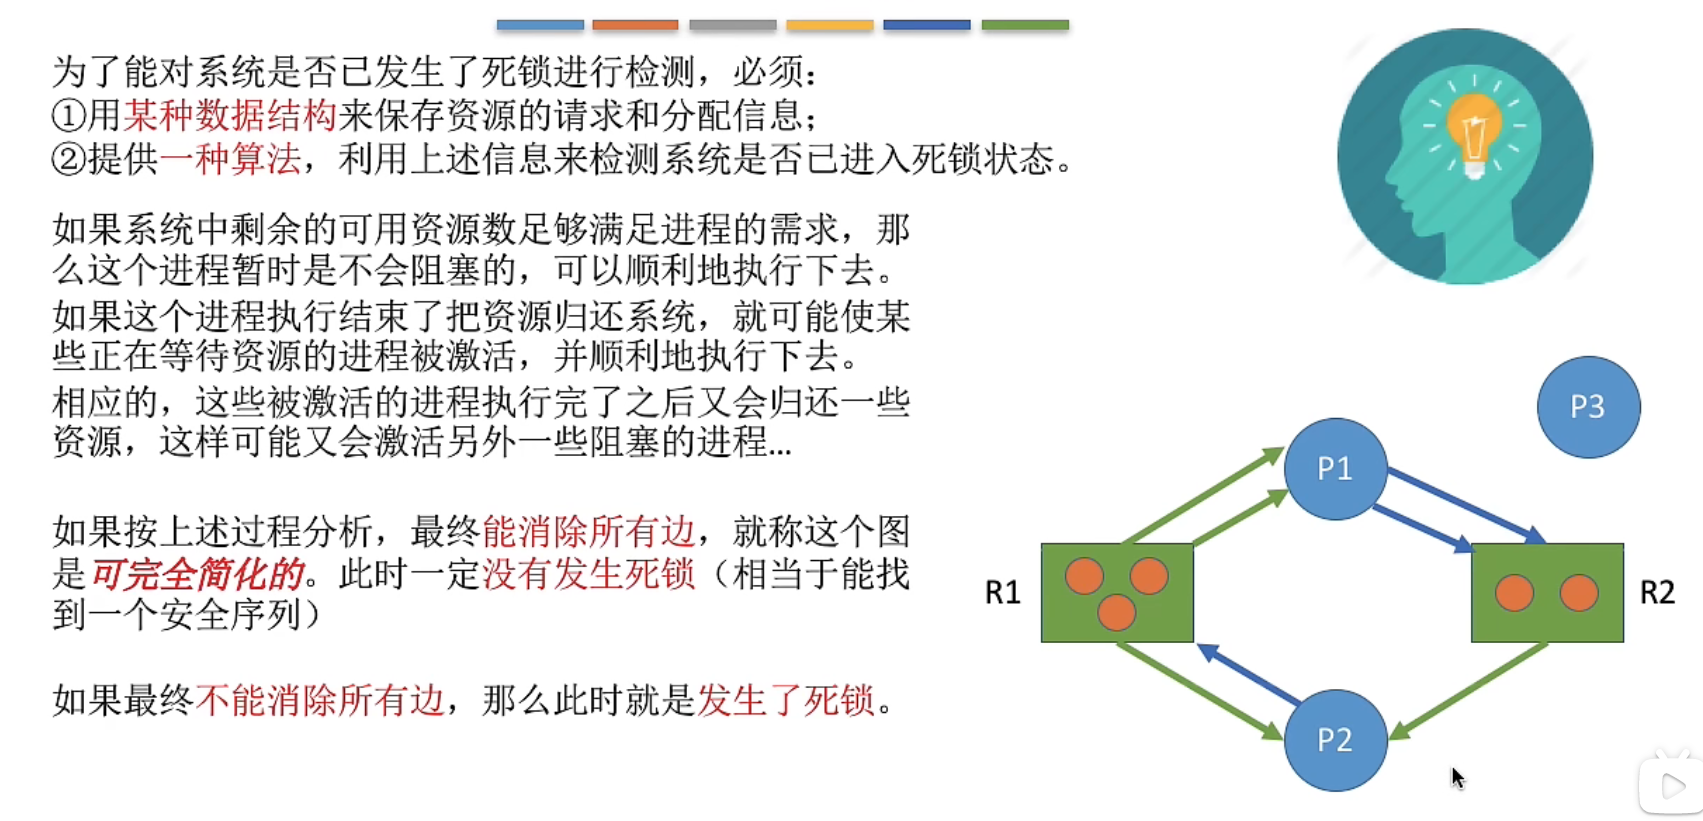 为了能对系统是否已发生了死锁进行检测，必须：
①用某种数据结构来保存资源的请求和分配信息；
②提供一种算法，利用上述信息来检测系统是否已进入死锁状态。
如果系统中剩余的可用资源数足够满足进程的需求，那
么这个进程暂时是不会阻塞的，可以顺利地执行下去。
如果这个进程执行结束了把资源归还系统，就可能使某
些正在等待资源的进程被激活，并顺利地执行下去。
相应的，这些被激活的进程执行完了之后又会归还一些
资源，这样可能又会激活另外一些阻塞的进程...
如果按上述过程分析，最终能消除所有边，就称这个图
是可完全简化的。此时一定没有发生死锁（相当于能找
到一个安全序列）
如果最终不能消除所有边，那么此时就是发生了死锁。
P3
P1
R1
R2
P2